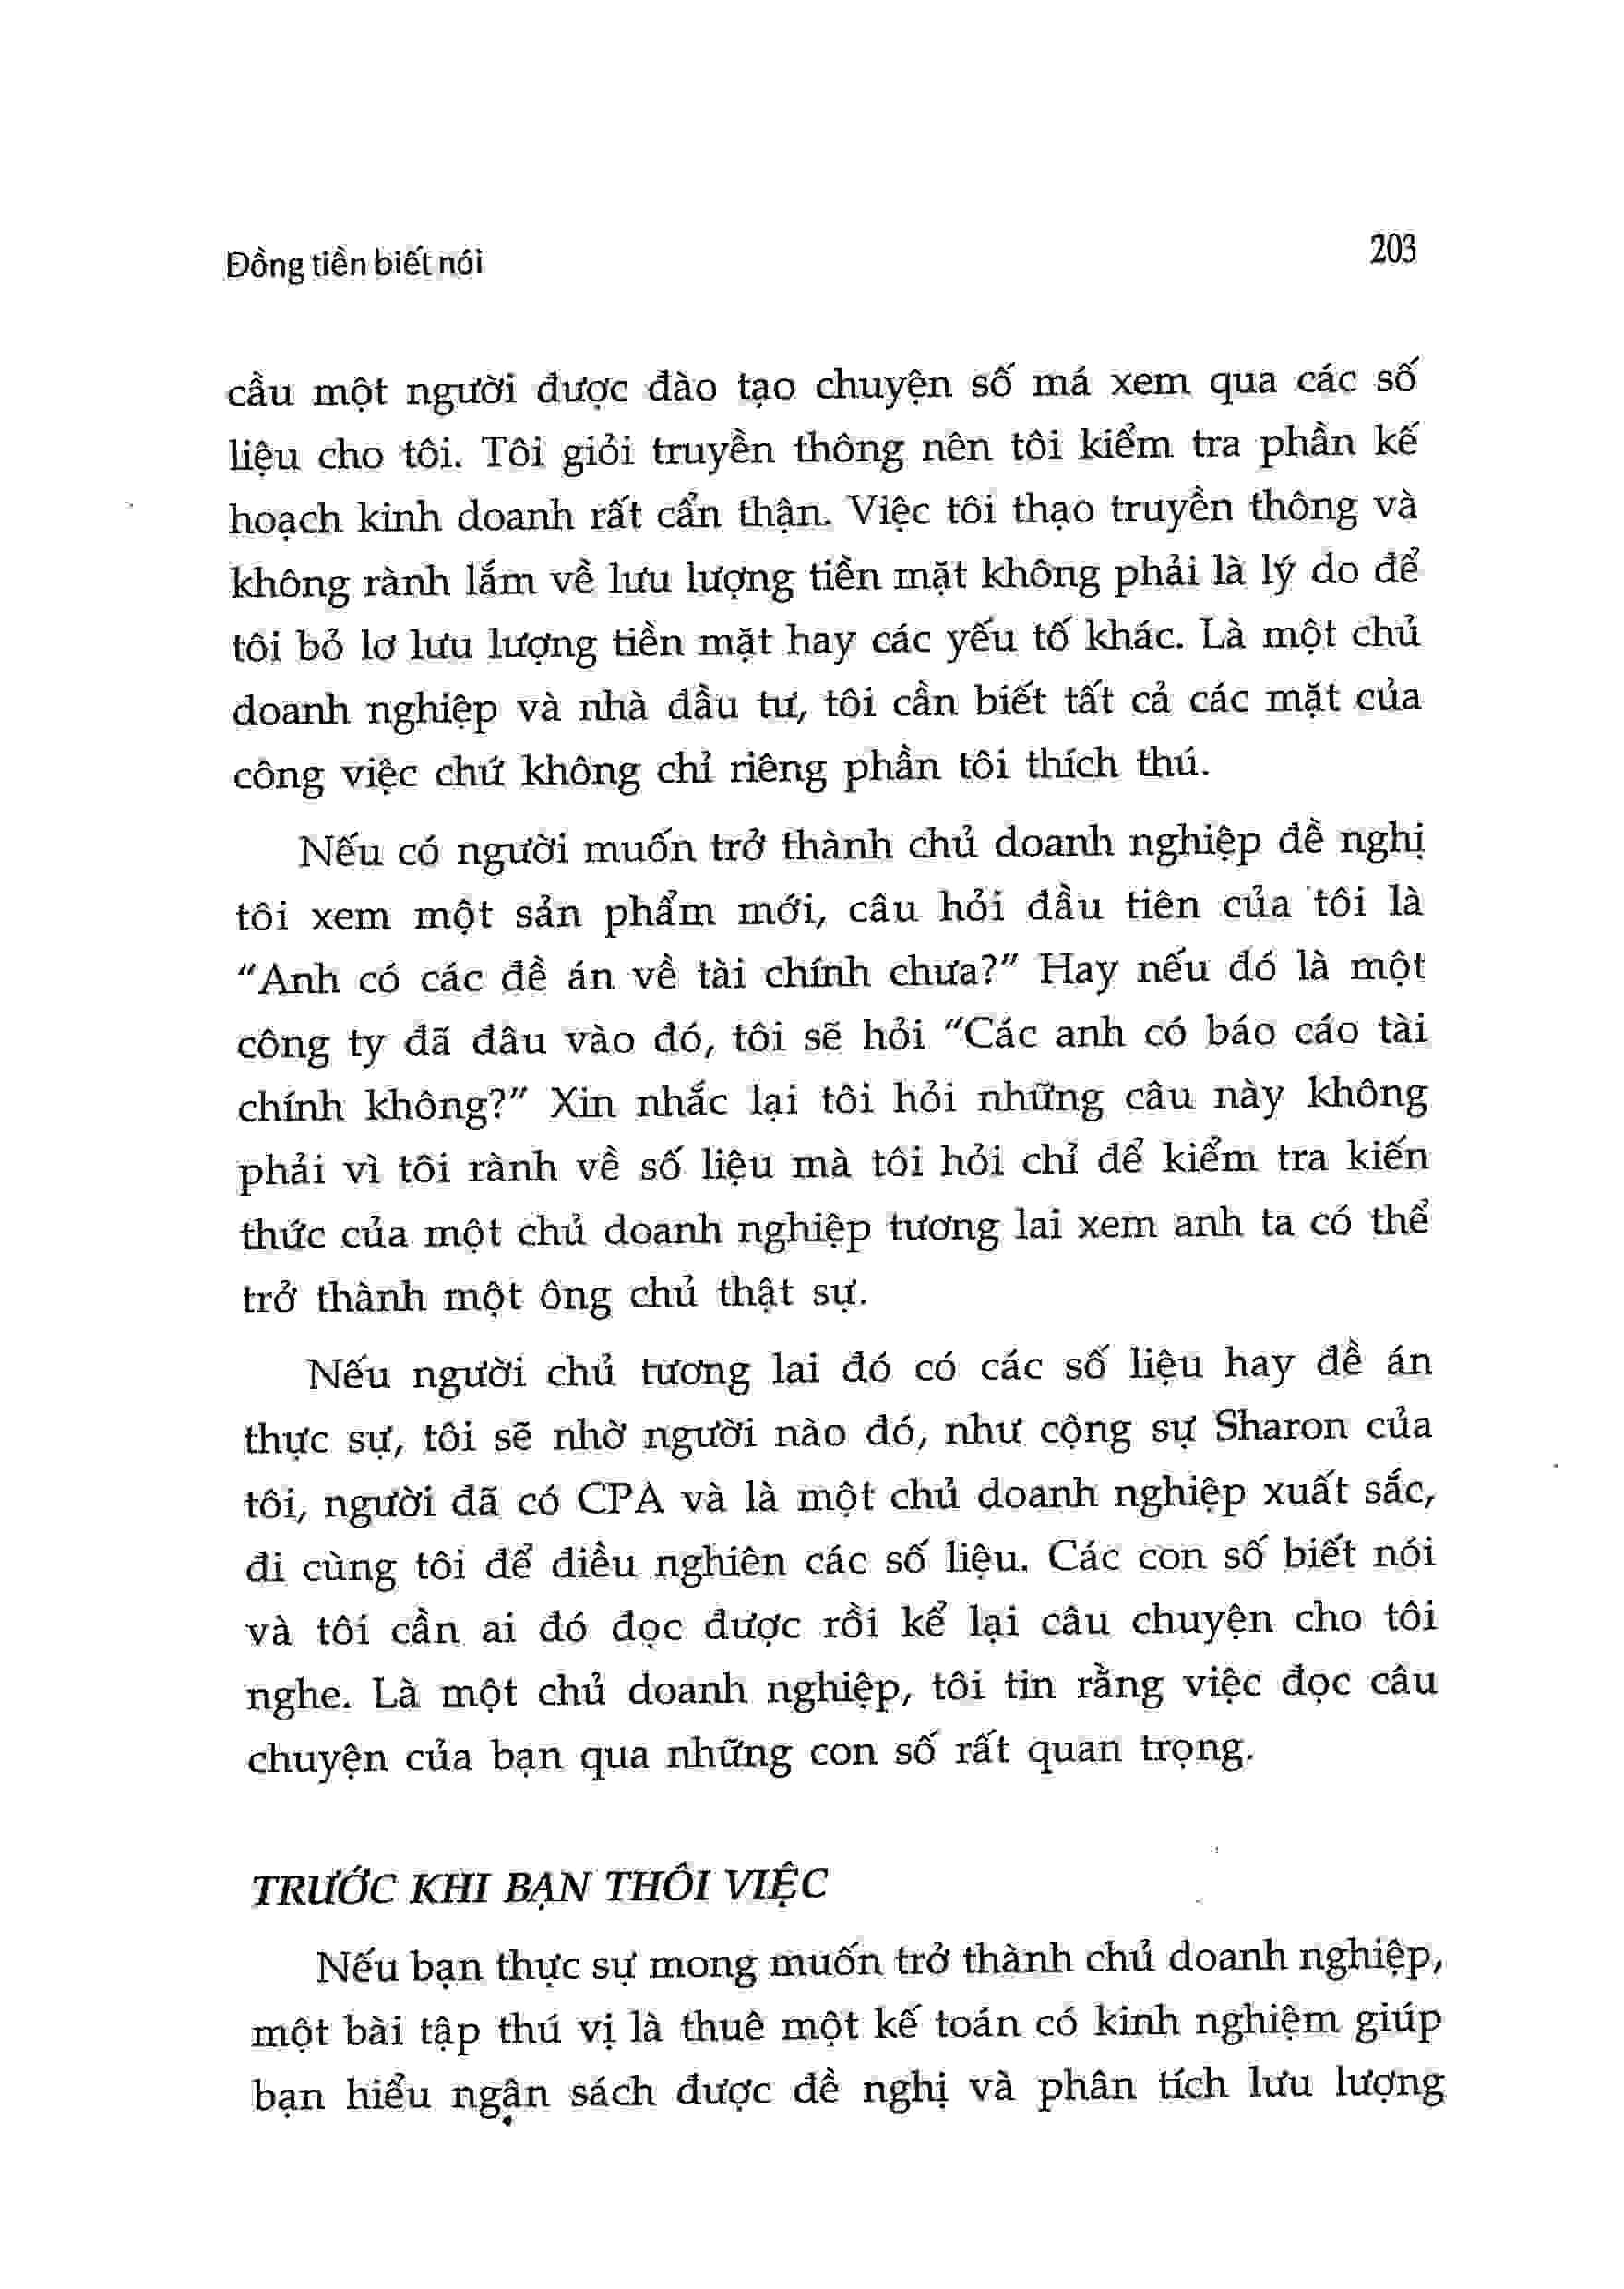 Đồng tiền biết nói
203
cầu một người được đào tạo chuyện số má xem qua các số
liệu cho tôi. Tôi giỏi truyền thông nên tôi kiểm tra phần kế
hoạch kinh doanh rất cẩn thận. Việc tôi thạo truyền thông và
không rành lắm về lưu lượng tiền mặt không phải là lý do để
tôi bỏ lơ lưu lượng tiền mặt hay các yếu tố khác. Là một chủ
doanh nghiệp và nhà đầu tư, tôi cần biết tất cả các mặt của
công việc chứ không chỉ riêng phần tôi thích thú.
Nếu có người muốn trở thành chủ doanh nghiệp đề nghị
tôi xem một sản phẩm mới, câu hỏi đầu tiên của tôi là
"Anh có các đề án về tài chính chưa?" Hay nếu đó là một
công ty đã đâu vào đó, tôi sẽ hỏi "Các anh có báo cáo tài
chính không?" Xin nhắc lại tôi hỏi những câu này không
phải vì tôi rành về số liệu mà tôi hỏi chỉ để kiểm tra kiến
thức của một chủ doanh nghiệp tương lai xem anh ta có thể
trở thành một ông chủ thật sự.
Nếu người chủ tương lai đó có các số liệu hay đề án
thực sự, tôi sẽ nhờ người nào đó, như cộng sự Sharon của
tôi, người đã có CPA và là một chủ doanh nghiệp xuất sắc,
đi cùng tôi để điều nghiên các số liệu. Các con số biết nói
và tôi cần ai đó đọc được rồi kể lại câu chuyện cho tôi
nghe. Là một chủ doanh nghiệp, tôi tin rằng việc đọc câu
chuyện của bạn qua những con số rất quan trọng.
TRƯỚC KHI BẠN THÔI VIỆC
Nếu bạn thực sự mong muốn trở thành chủ doanh nghiệp,
một bài tập thú vị là thuê một kế toán có kinh nghiệm giúp
bạn hiểu ngân sách được đề nghị và phân tích lưu lượng